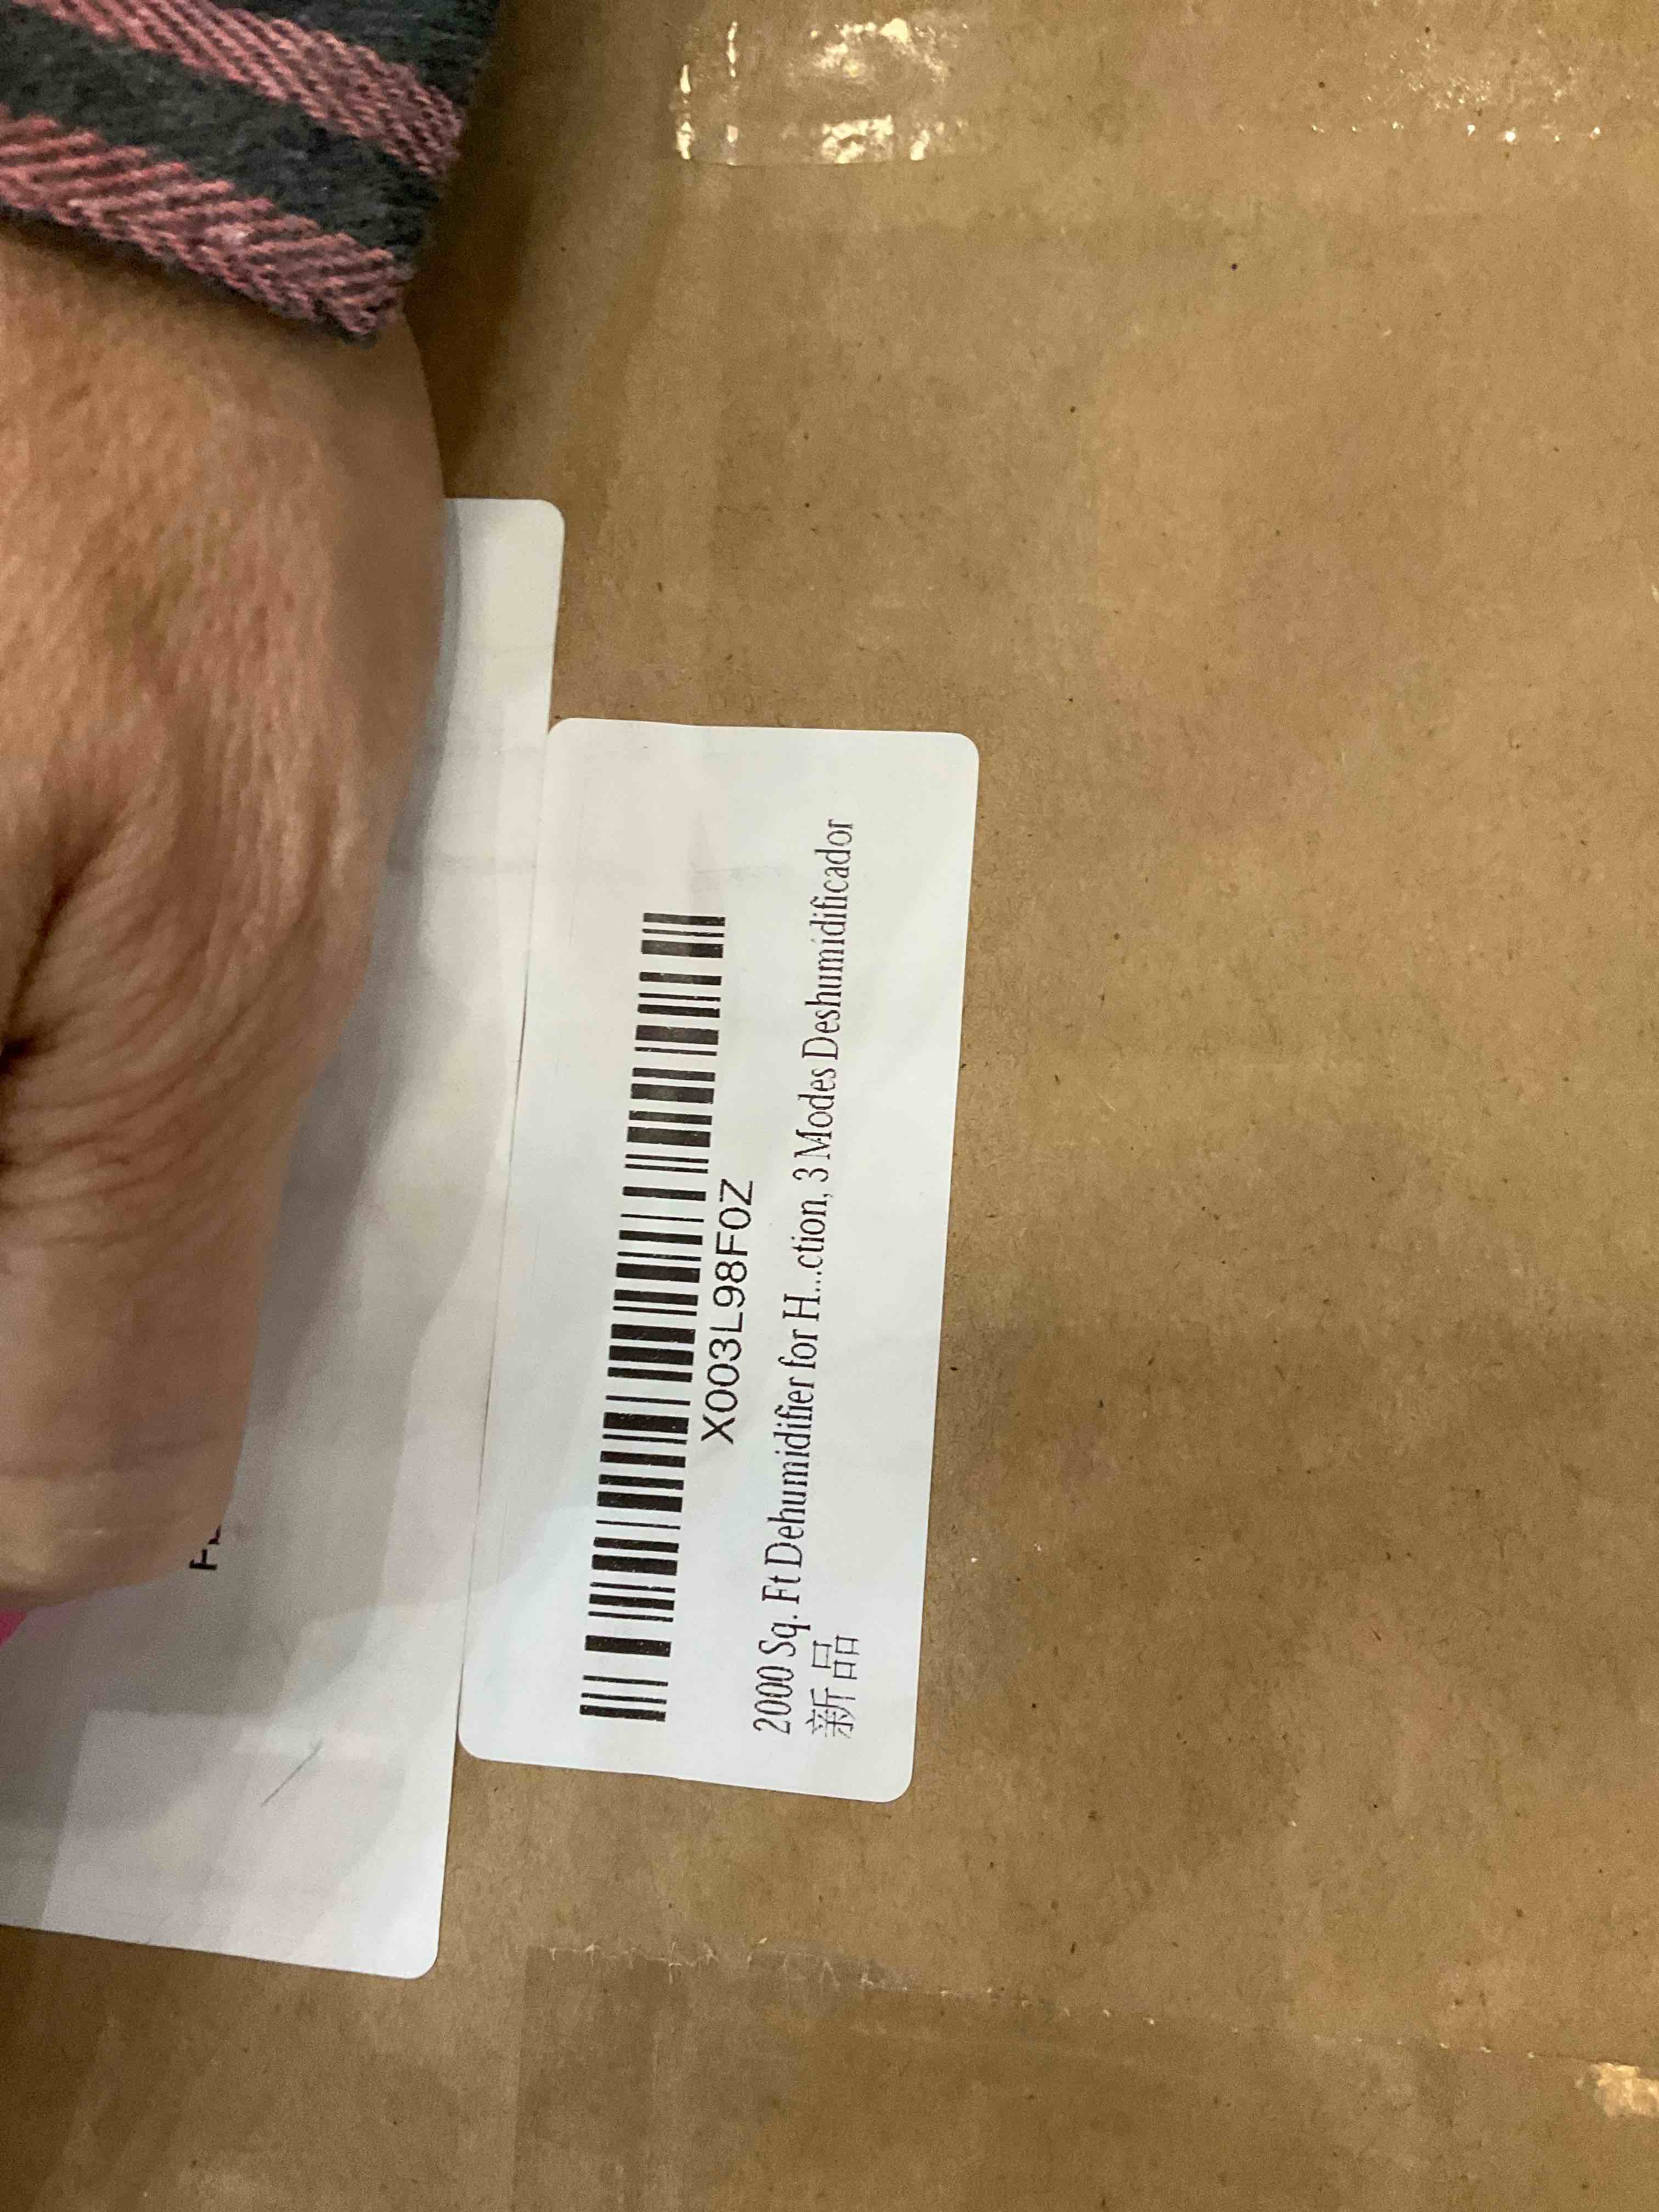 X003L98F0Z
2000 Sq. Ft Dehumidifier for H...ction, 3 Modes Deshumidificador
新品